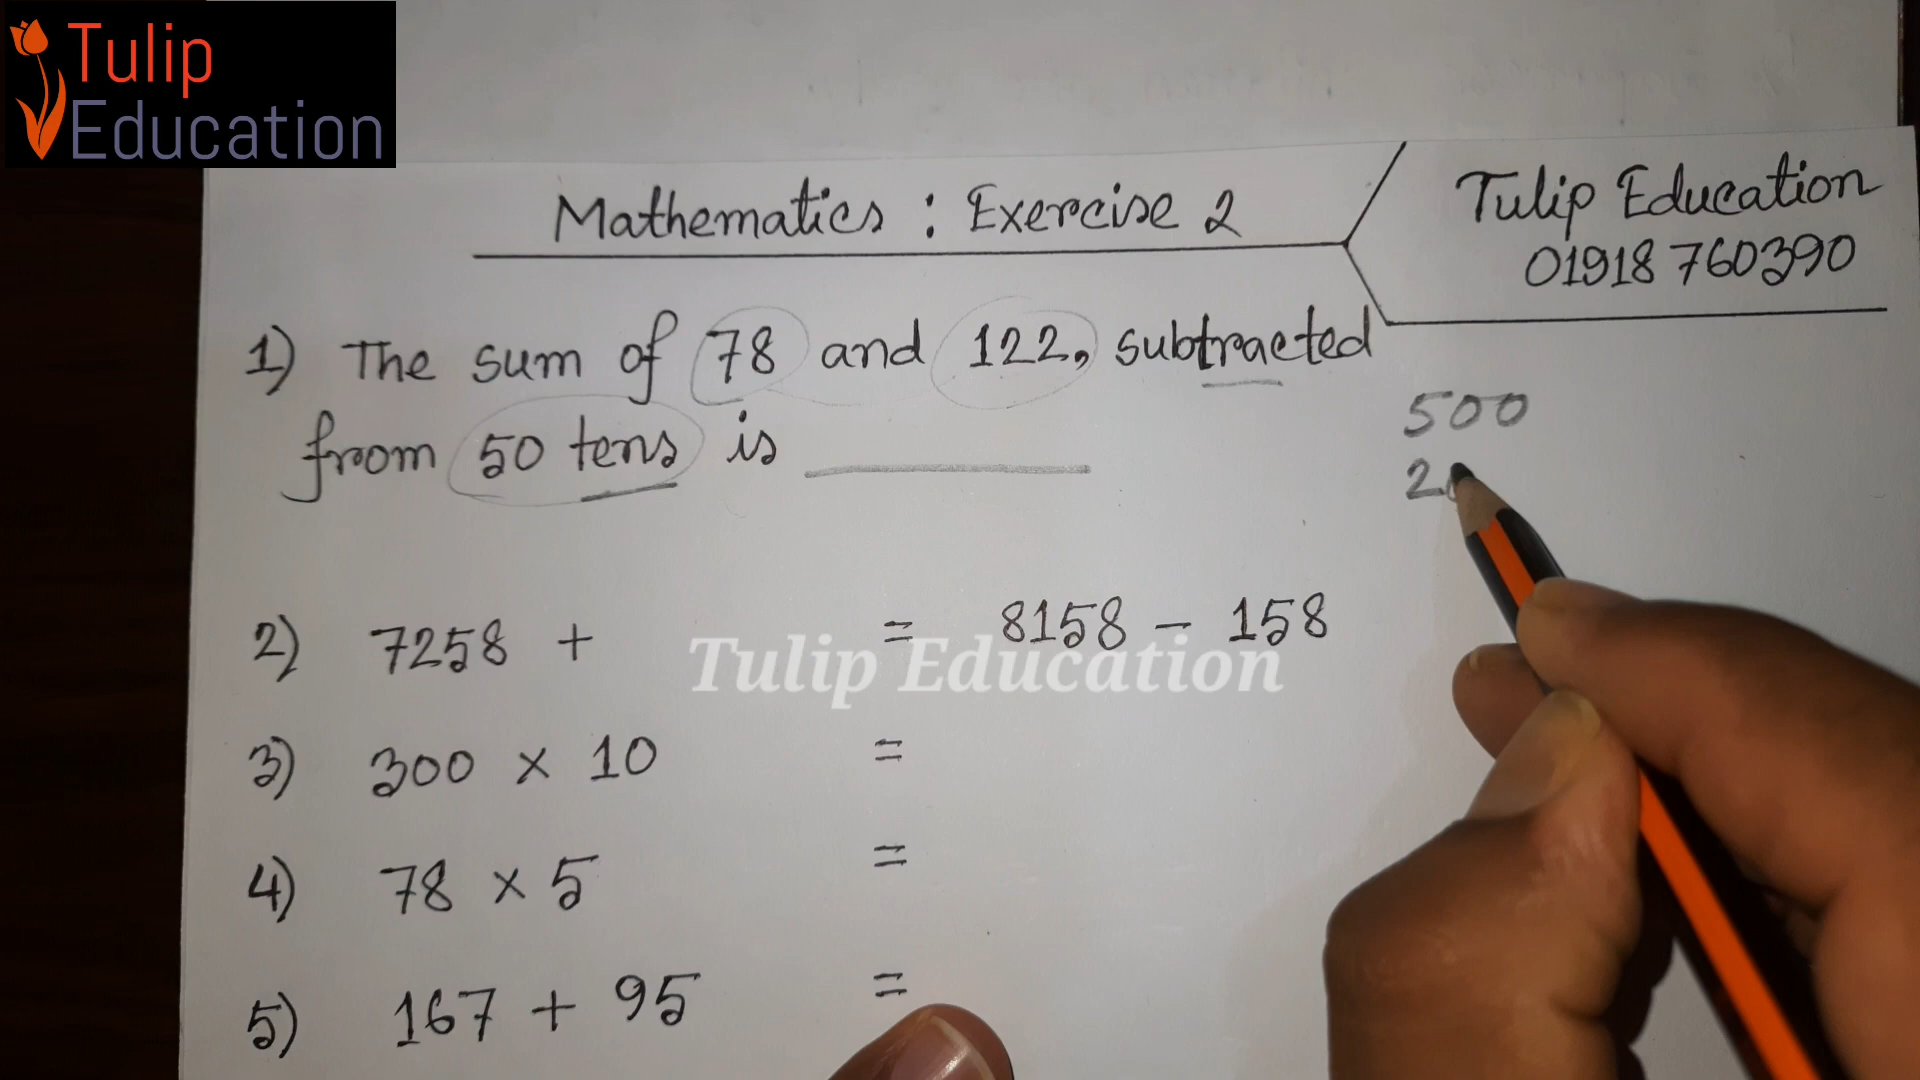 Tulip
Education
Mathematics : Exercise 2
Tulip Education
01918 760390
1) The sum of 78 and 122, subtracted
from 50 tens is
500
2
2) 7258 + = 8158 - 158
Tulip Education
3) 300 × 10 =
4) 78 × 5 =
5) 167 + 95 =